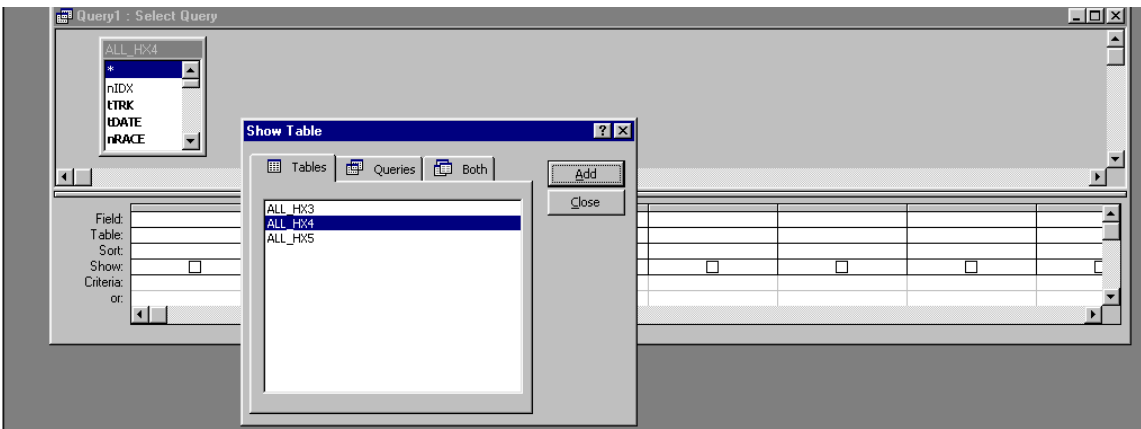 Query1 : Select Query
ALL_HX4
*
nIDX
tTRK
tDATE
nRACE
Show Table
Tables
Queries
Both
Add
Close
ALL_HX3
ALL_HX4
ALL_HX5
Field:
Table:
Sort:
Show:
Criteria:
or: